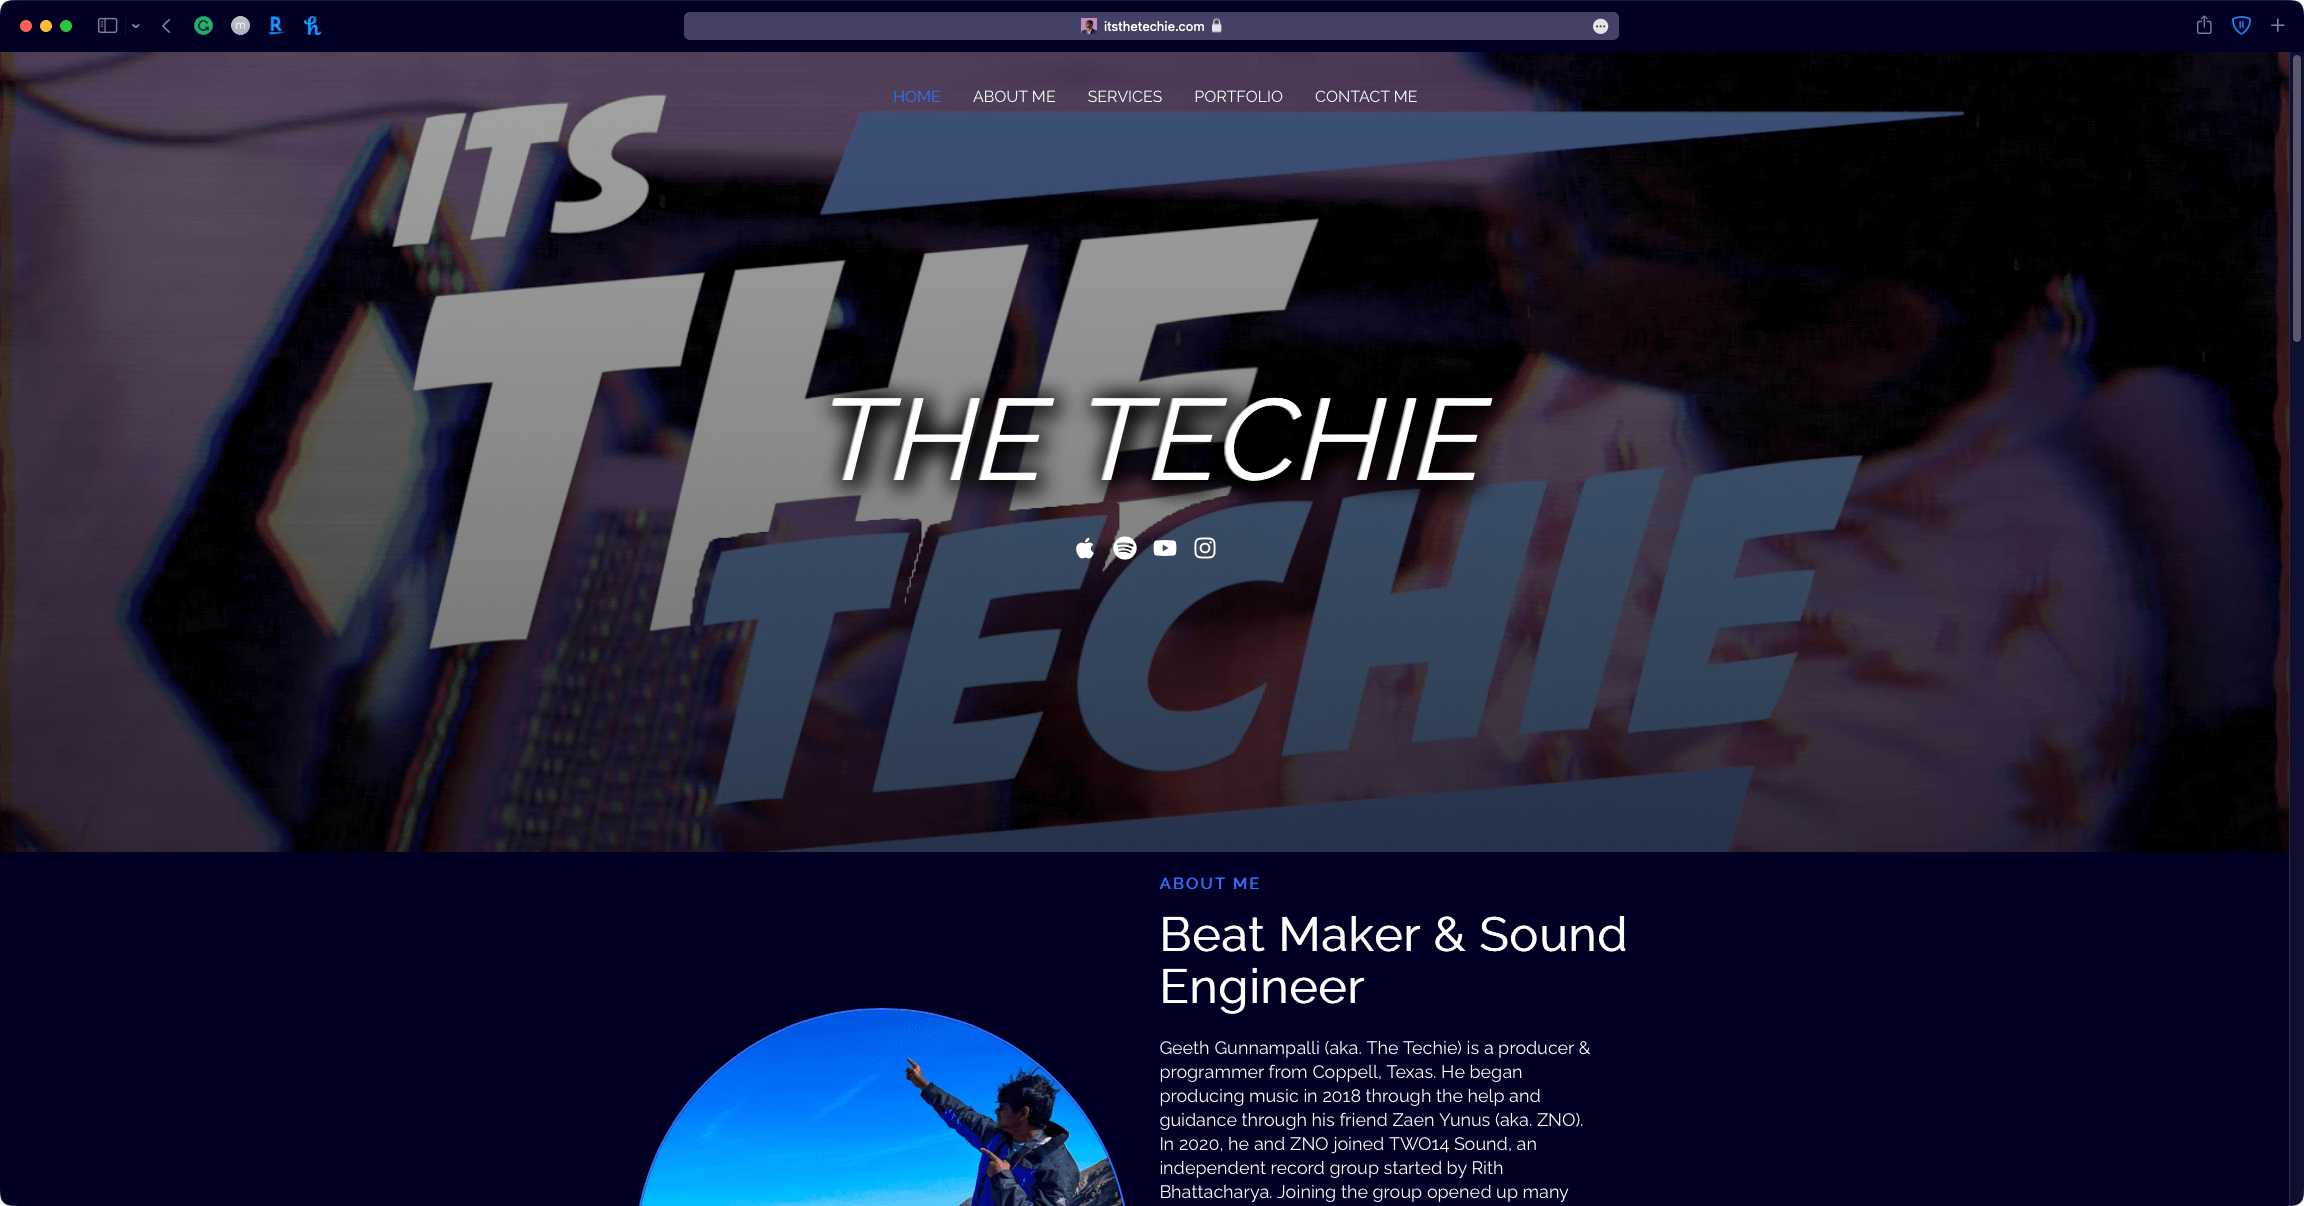 itsthetechie.com
HOME ABOUT ME SERVICES PORTFOLIO CONTACT ME
ITS
THE
TECHIE
THE TECHIE
ABOUT ME
Beat Maker & Sound
Engineer
Geeth Gunnampalli (aka. The Techie) is a producer &
programmer from Coppell, Texas. He began
producing music in 2018 through the help and
guidance through his friend Zaen Yunus (aka. ZNO).
In 2020, he and ZNO joined TWO14 Sound, an
independent record group started by Rith
Bhattacharya. Joining the group opened up many